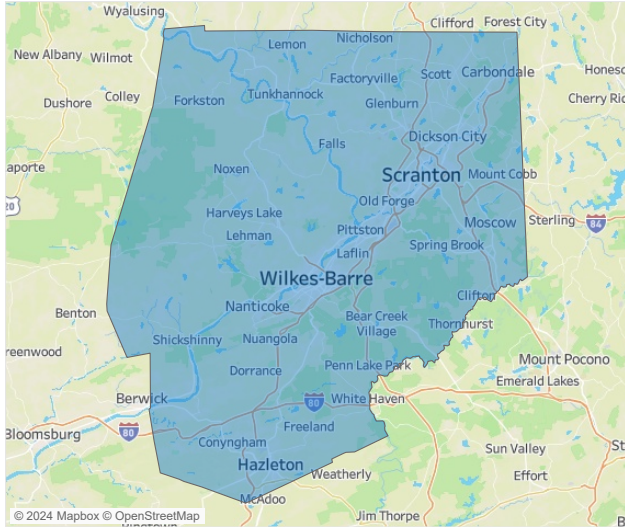 Wyalusing
Clifford
Forest City
Nicholson
Lemon
New Albany
Wilmot
Factoryville
Scott
Carbondale
Honesc
Colley
Forkston
Tunkhannock
Glenburn
Cherry Ric
Dushore
Falls
Dickson City
aporte
Noxen
Scranton
Mount Cobb
20
Old Forge
Harveys Lake
Sterling
84
Lehman
Pittston
Moscow
Laflin
Spring Brook
Wilkes-Barre
Clifton
Benton
Nanticoke
Bear Creek
Village
Thornhurst
reenwood
Shickshinny
Nuangola
Mount Pocono
Dorrance
Penn Lake Park
Emerald Lakes
Berwick
80
White Haven
Bloomsburg
80
Freeland
Conyngham
Sun Valley
St
Hazleton
Weatherly
Effort
McAdoo
Jim Thorpe
B
© 2024 Mapbox © OpenStreetMap